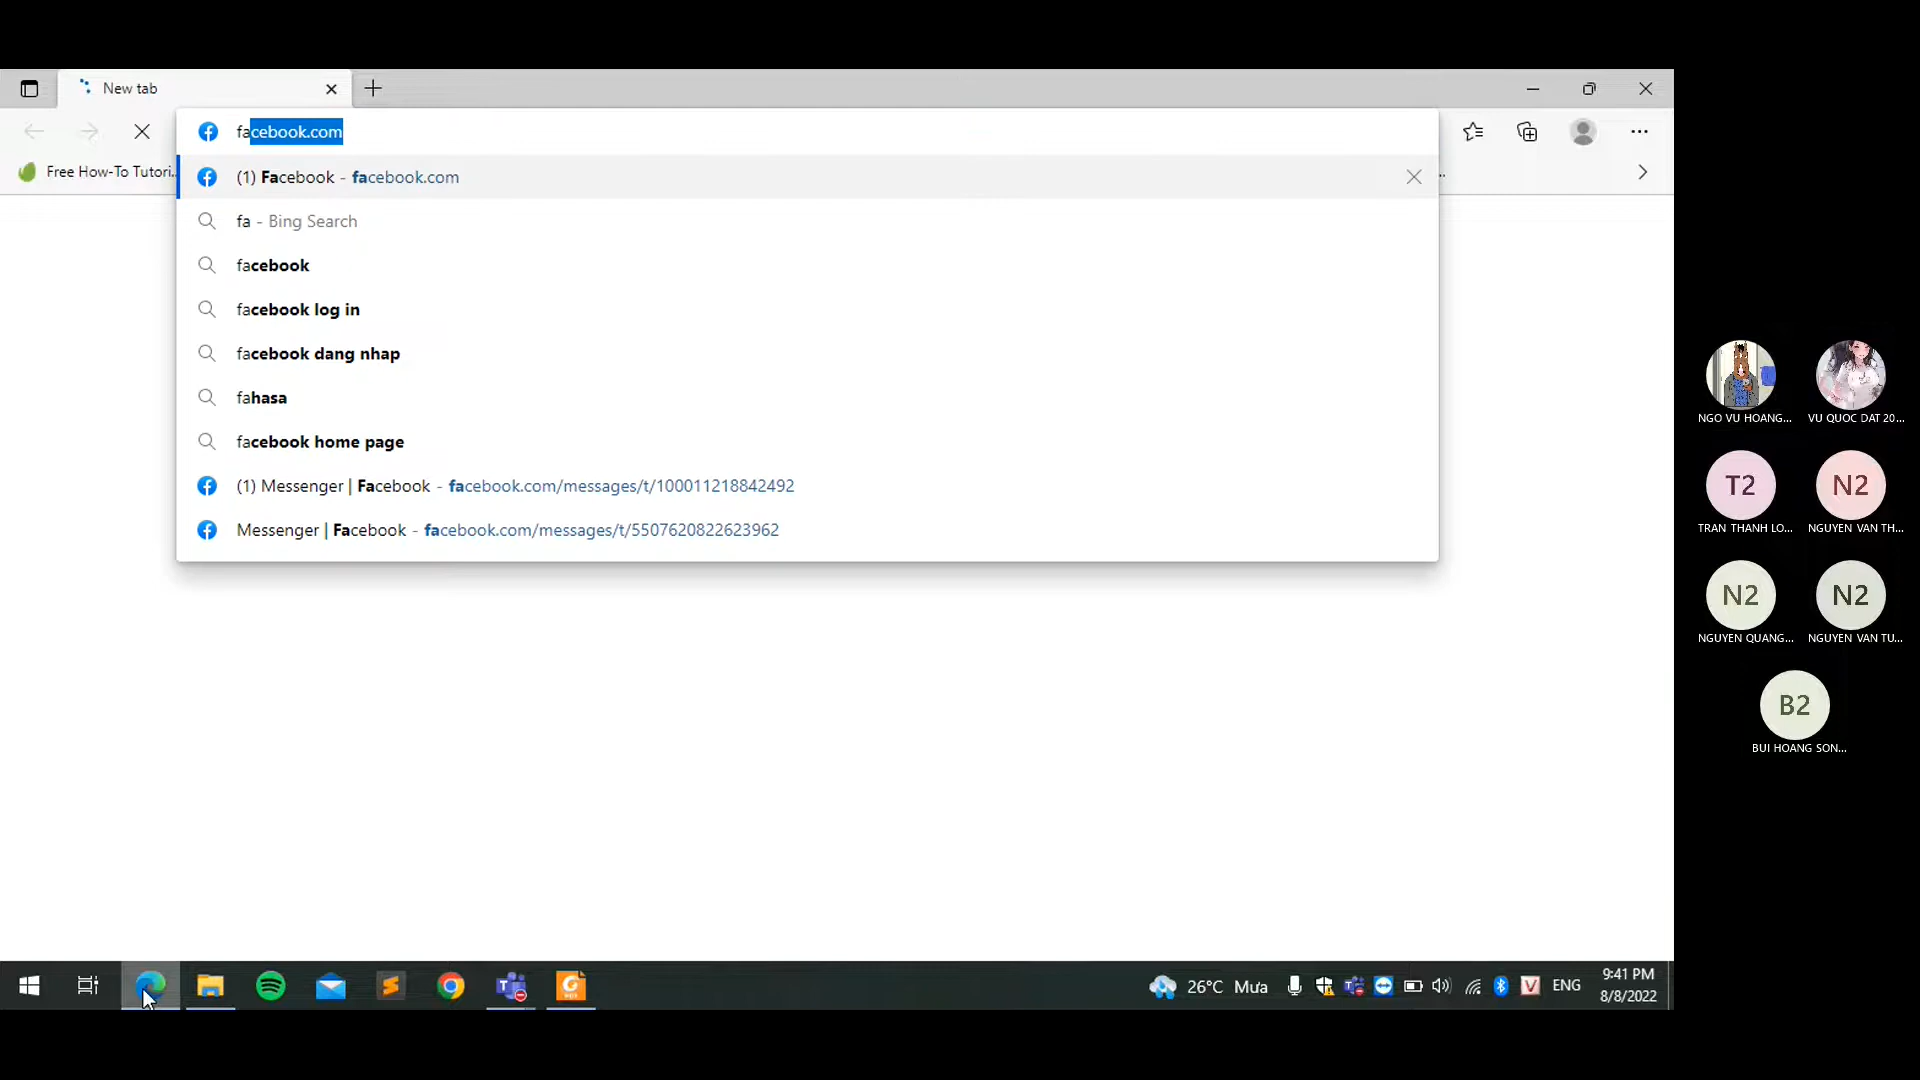 New tab
facebook.com
Free How-To Tutori...
(1) Facebook - facebook.com
fa - Bing Search
facebook
facebook log in
facebook dang nhap
fahasa
facebook home page
(1) Messenger | Facebook - facebook.com/messages/t/100011218842492
Messenger | Facebook - facebook.com/messages/t/5507620822623962
NGO VU HOANG...
VU QUOC DAT 20...
T2
N2
TRAN THANH LO...
NGUYEN VAN TH...
N2
N2
NGUYEN QUANG...
NGUYEN VAN TU...
B2
BUI HOANG SON...
26°C Mưa
ENG
9:41 PM
8/8/2022